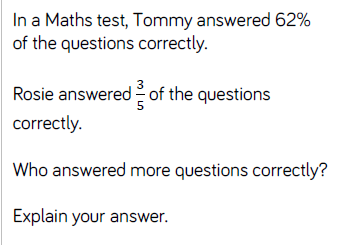 In a Maths test, Tommy answered 62%
of the questions correctly.
Rosie answered 3/5 of the questions
correctly.
Who answered more questions correctly?
Explain your answer.